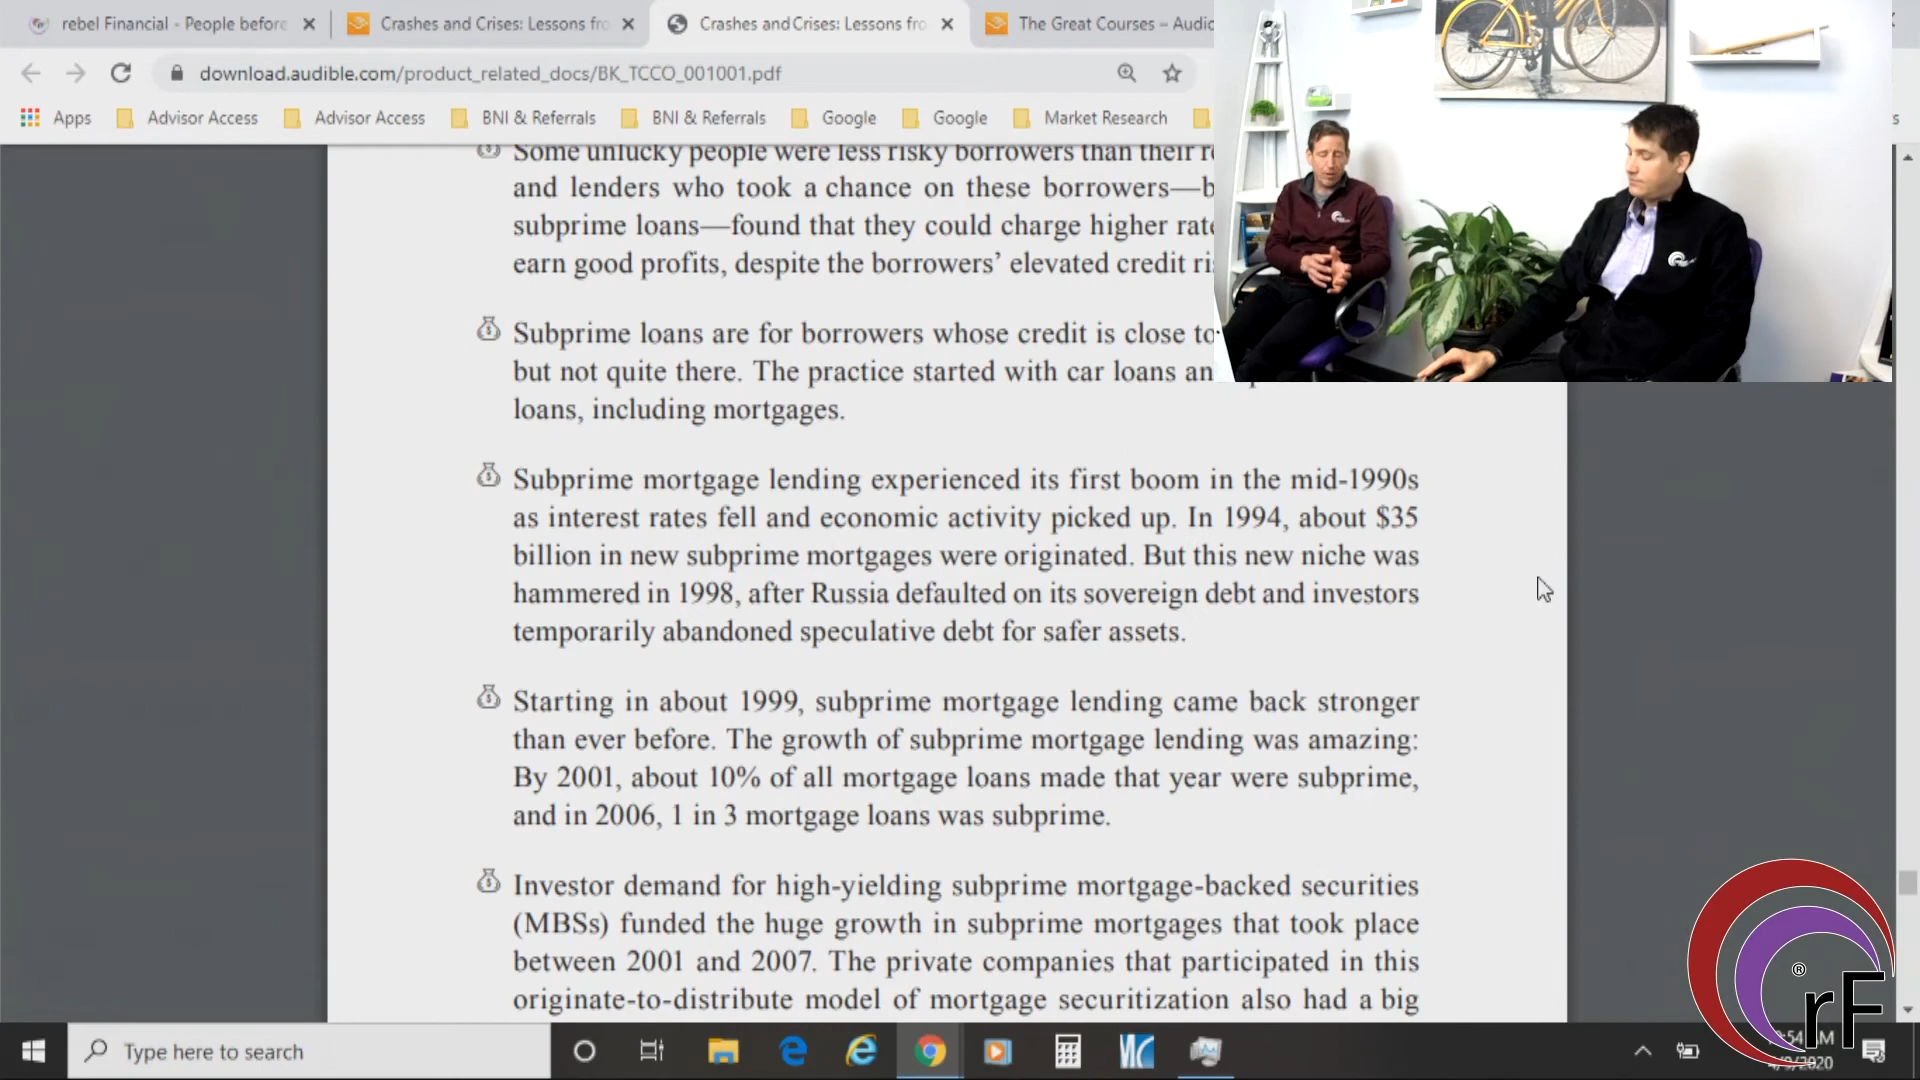 rebel Financial - People before
Crashes and Crises: Lessons fro
Crashes and Crises: Lessons fro
The Great Courses – Audio
download.audible.com/product_related_docs/BK_TCCO_001001.pdf
Apps
Advisor Access
Advisor Access
BNI & Referrals
BNI & Referrals
Google
Google
Market Research
Some unlucky people were less risky borrowers than their r
and lenders who took a chance on these borrowers—b
subprime loans—found that they could charge higher rate
earn good profits, despite the borrowers’ elevated credit ri
Subprime loans are for borrowers whose credit is close to
but not quite there. The practice started with car loans an
loans, including mortgages.
Subprime mortgage lending experienced its first boom in the mid-1990s
as interest rates fell and economic activity picked up. In 1994, about $35
billion in new subprime mortgages were originated. But this new niche was
hammered in 1998, after Russia defaulted on its sovereign debt and investors
temporarily abandoned speculative debt for safer assets.
Starting in about 1999, subprime mortgage lending came back stronger
than ever before. The growth of subprime mortgage lending was amazing:
By 2001, about 10% of all mortgage loans made that year were subprime,
and in 2006, 1 in 3 mortgage loans was subprime.
Investor demand for high-yielding subprime mortgage-backed securities
(MBSs) funded the huge growth in subprime mortgages that took place
between 2001 and 2007. The private companies that participated in this
originate-to-distribute model of mortgage securitization also had a big
® rF
Type here to search